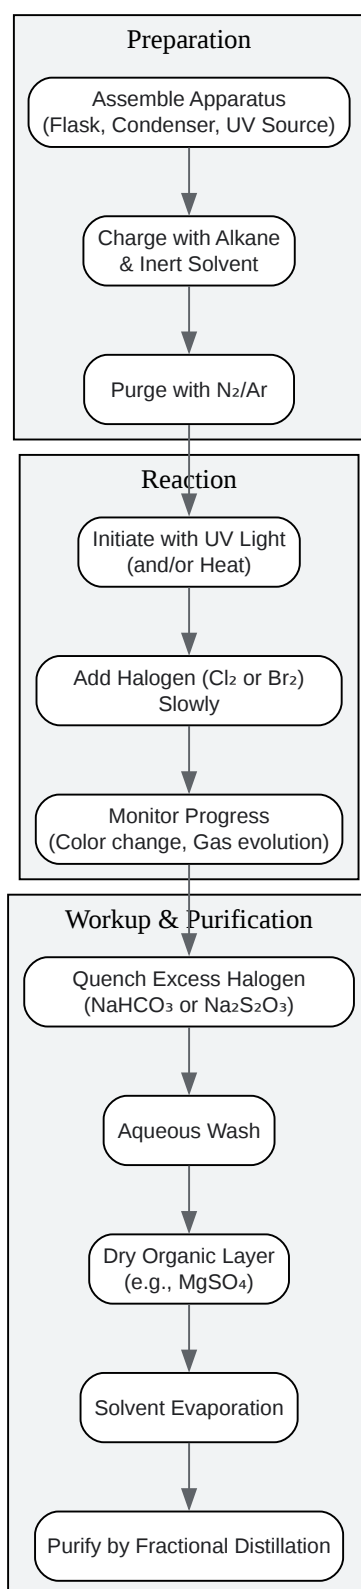 Preparation
Assemble Apparatus
(Flask, Condenser, UV Source)
Charge with Alkane
& Inert Solvent
Purge with N₂/Ar
Reaction
Initiate with UV Light
(and/or Heat)
Add Halogen (Cl₂ or Br₂)
Slowly
Monitor Progress
(Color change, Gas evolution)
Workup & Purification
Quench Excess Halogen
(NaHCO₃ or Na₂S₂O₃)
Aqueous Wash
Dry Organic Layer
(e.g., MgSO₄)
Solvent Evaporation
Purify by Fractional Distillation